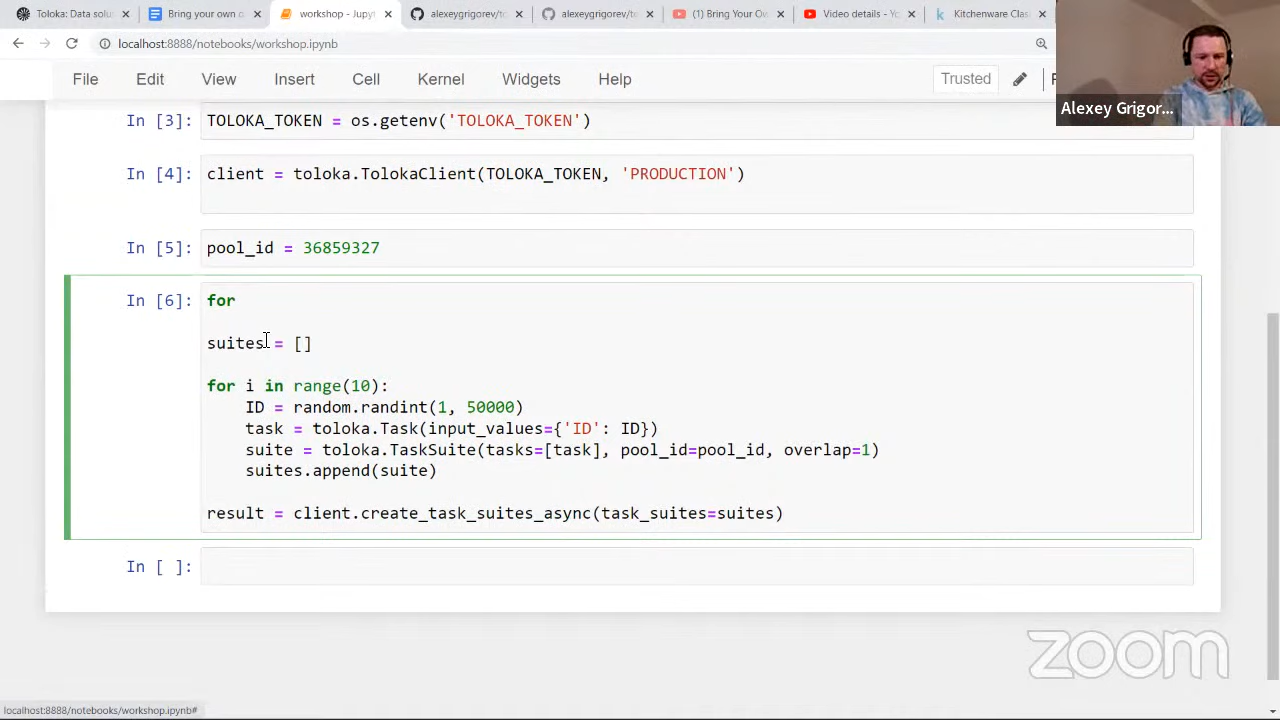 Toloka: Data solu
Bring your own d
workshop - Jupyt
alexeygrigorev/te
alexeygrigorev/te
(1) Bring Your Ow
Video details - Yo
Kitchenware Clas
localhost:8888/notebooks/workshop.ipynb
File Edit View Insert Cell Kernel Widgets Help
Trusted
Alexey Grigor...
In [3]: TOLOKA_TOKEN = os.getenv('TOLOKA_TOKEN')
In [4]: client = toloka.TolokaClient(TOLOKA_TOKEN, 'PRODUCTION')
In [5]: pool_id = 36859327
In [6]: for
suites = []
for i in range(10):
ID = random.randint(1, 50000)
task = toloka.Task(input_values={'ID': ID})
suite = toloka.TaskSuite(tasks=[task], pool_id=pool_id, overlap=1)
suites.append(suite)
result = client.create_task_suites_async(task_suites=suites)
In [ ]:
zoom
localhost:8888/notebooks/workshop.ipynb#